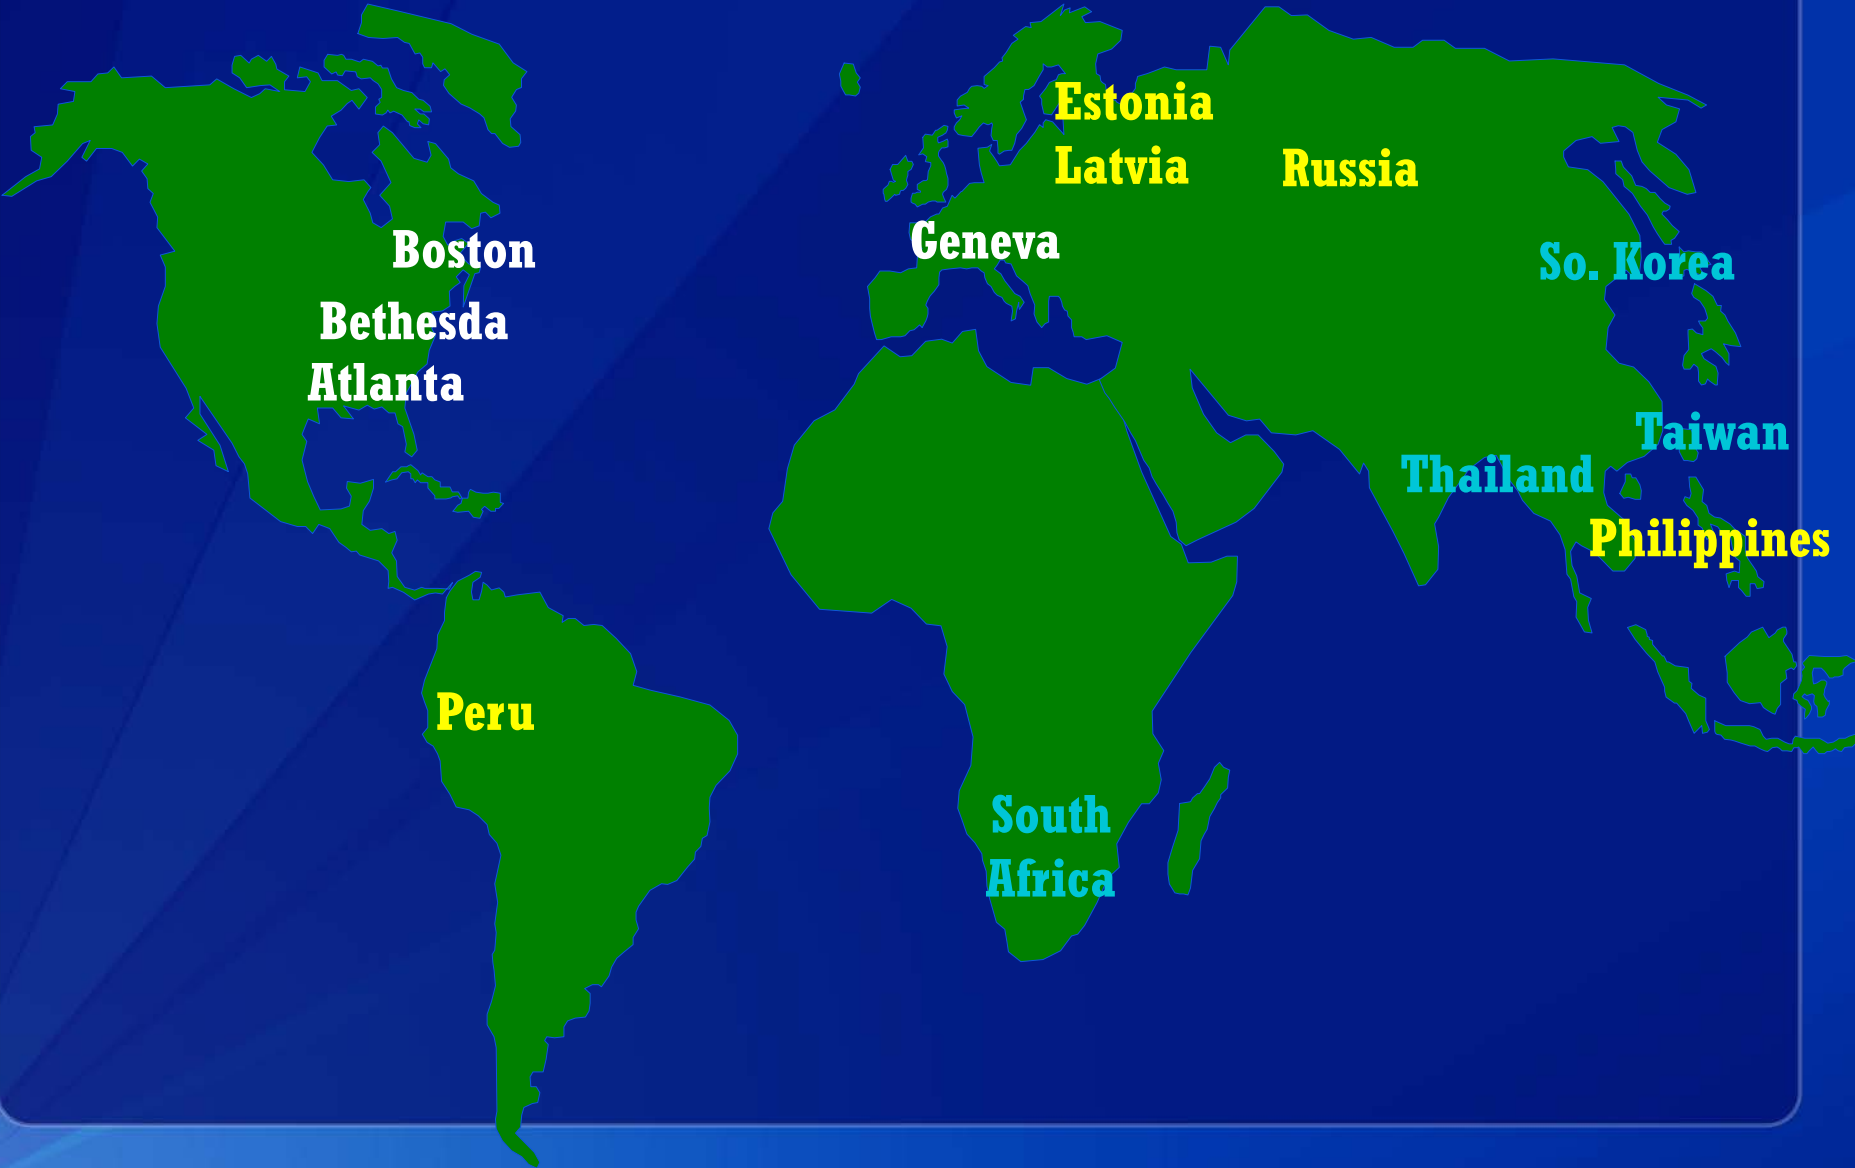 Estonia
Latvia
Russia
Boston
Geneva
So. Korea
Bethesda
Atlanta
Taiwan
Thailand
Philippines
Peru
South
Africa